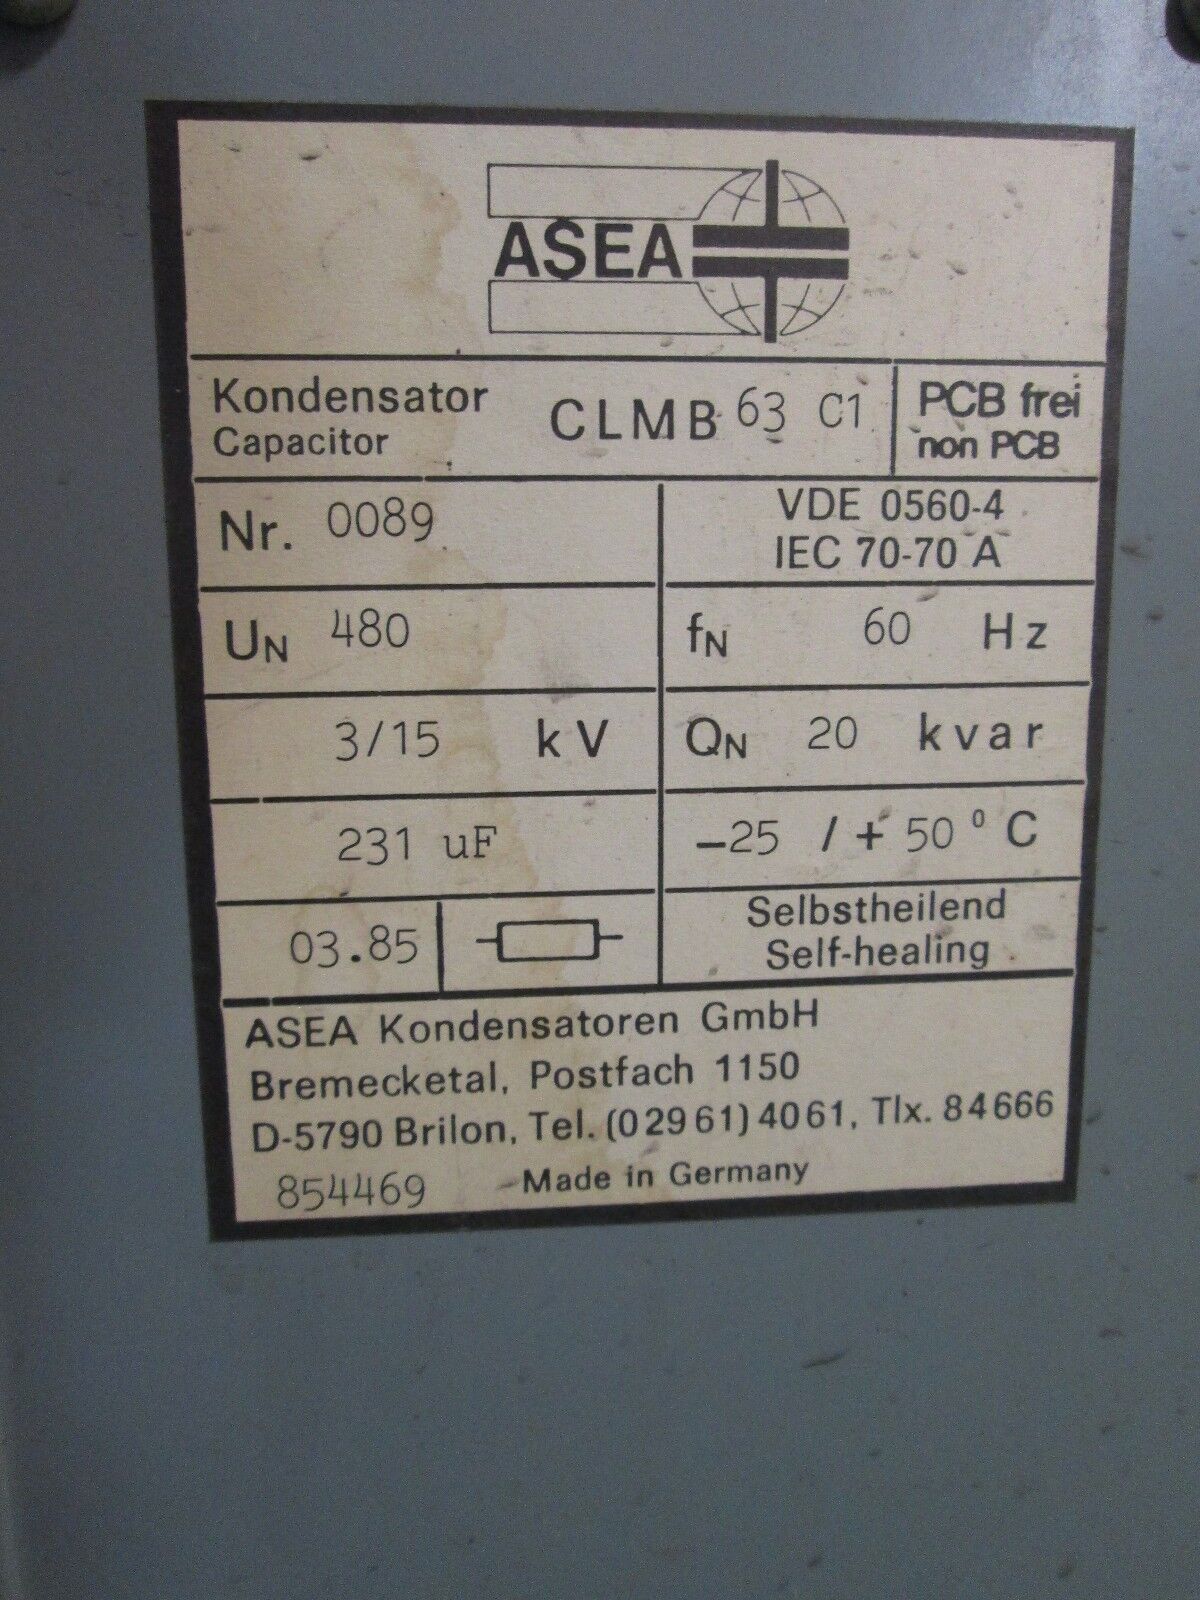 ASEA
Kondensator
Capacitor
CLMB 63 C1
PCB frei
non PCB
Nr. 0089
VDE 0560-4
IEC 70-70 A
UN 480
fN 60 Hz
3/15 kV
QN 20 kvar
231 uF
-25 / + 50 ° C
03.85
Selbstheilend
Self-healing
ASEA Kondensatoren GmbH
Bremecketal, Postfach 1150
D-5790 Brilon, Tel. (02961) 4061, Tlx. 84666
854469 Made in Germany